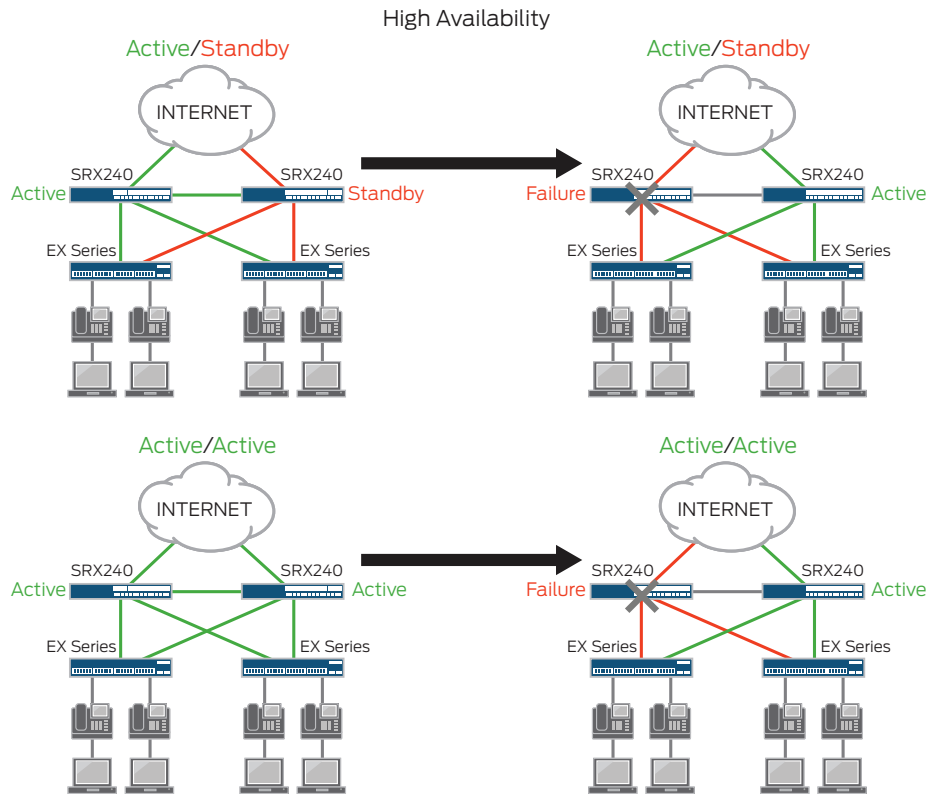 High Availability
Active/Standby
Active/Standby
INTERNET
INTERNET
SRX240
SRX240
SRX240
SRX240
Active
Standby
Failure
Active
EX Series
EX Series
EX Series
EX Series
Active/Active
Active/Active
INTERNET
INTERNET
SRX240
SRX240
SRX240
SRX240
Active
Active
Failure
Active
EX Series
EX Series
EX Series
EX Series